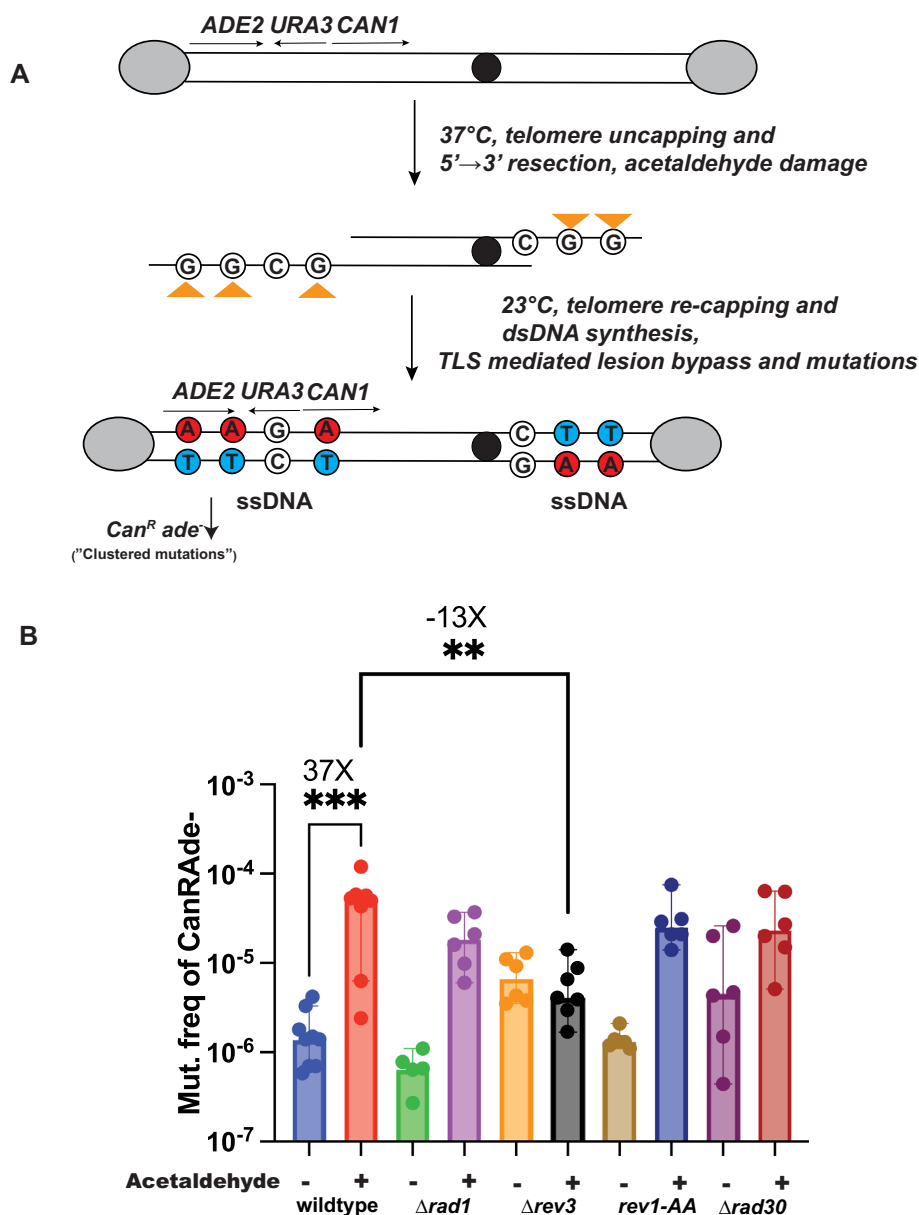 A
ADE2 URA3 CAN1
37°C, telomere uncapping and
5'→3' resection, acetaldehyde damage
C G G
G G C G
23°C, telomere re-capping and
dsDNA synthesis,
TLS mediated lesion bypass and mutations
ADE2 URA3 CAN1
A A G A C T T
T T C T G A A
ssDNA ssDNA
Can^R ade^-
("Clustered mutations")
B
-13X
**
37X
***
Mut. freq of CanRAde-
10^-3
10^-4
10^-5
10^-6
10^-7
Acetaldehyde - + - + - + - + - +
wildtype Δrad1 Δrev3 rev1-AA Δrad30